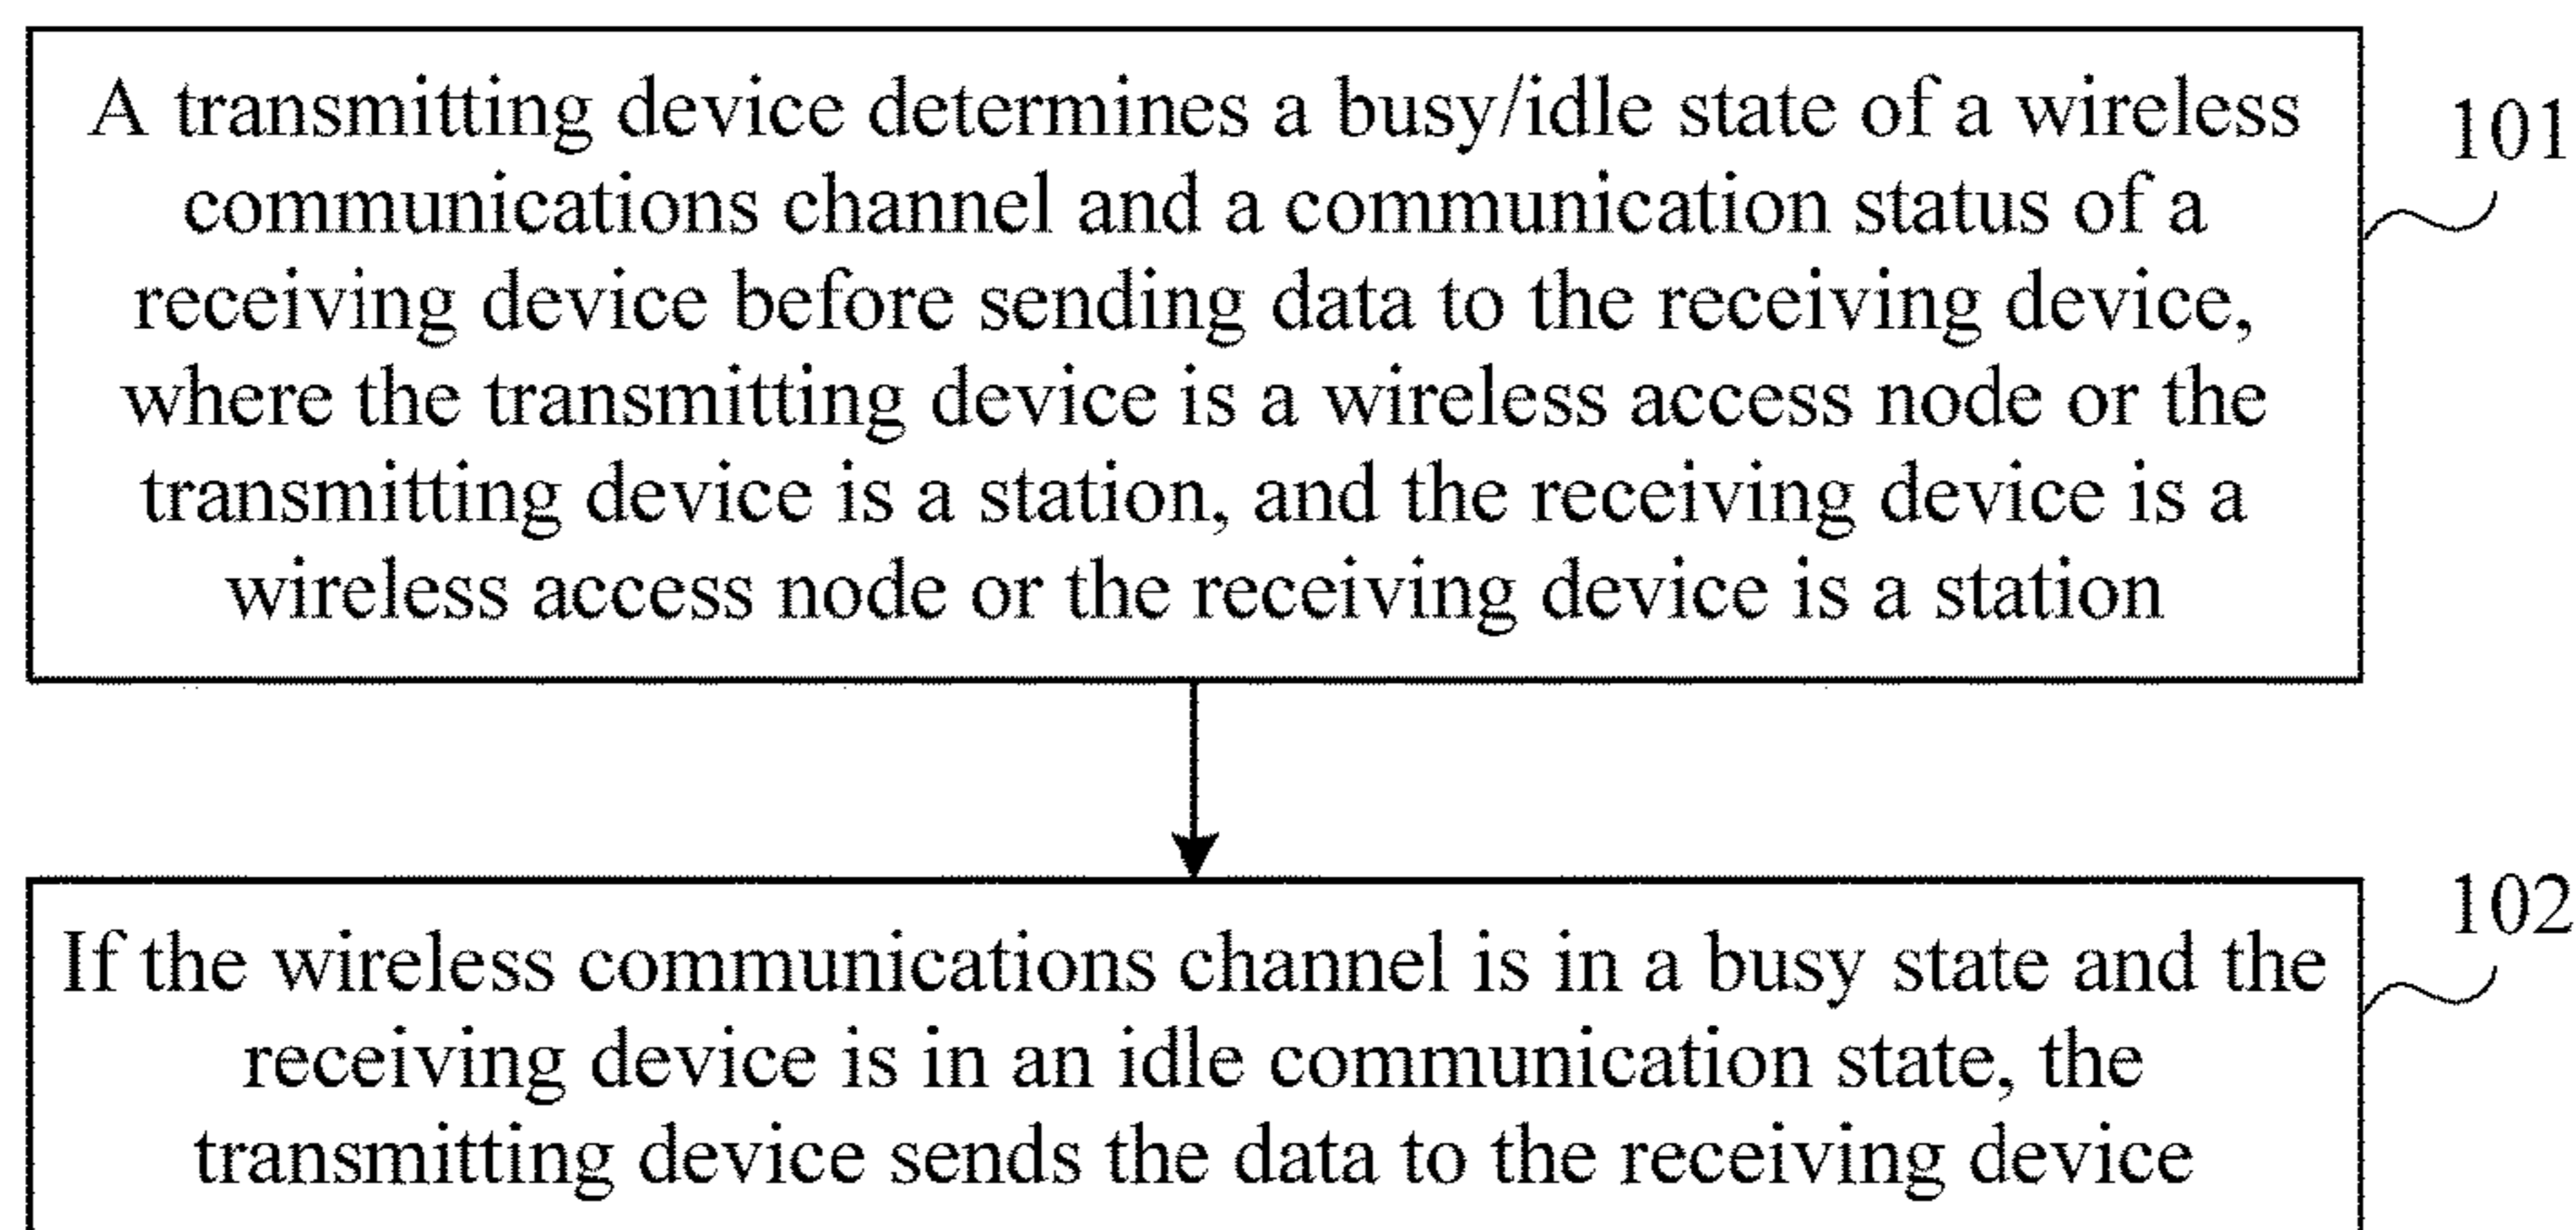 A transmitting device determines a busy/idle state of a wireless
communications channel and a communication status of a
receiving device before sending data to the receiving device,
where the transmitting device is a wireless access node or the
transmitting device is a station, and the receiving device is a
wireless access node or the receiving device is a station
101
If the wireless communications channel is in a busy state and the
receiving device is in an idle communication state, the
transmitting device sends the data to the receiving device
102